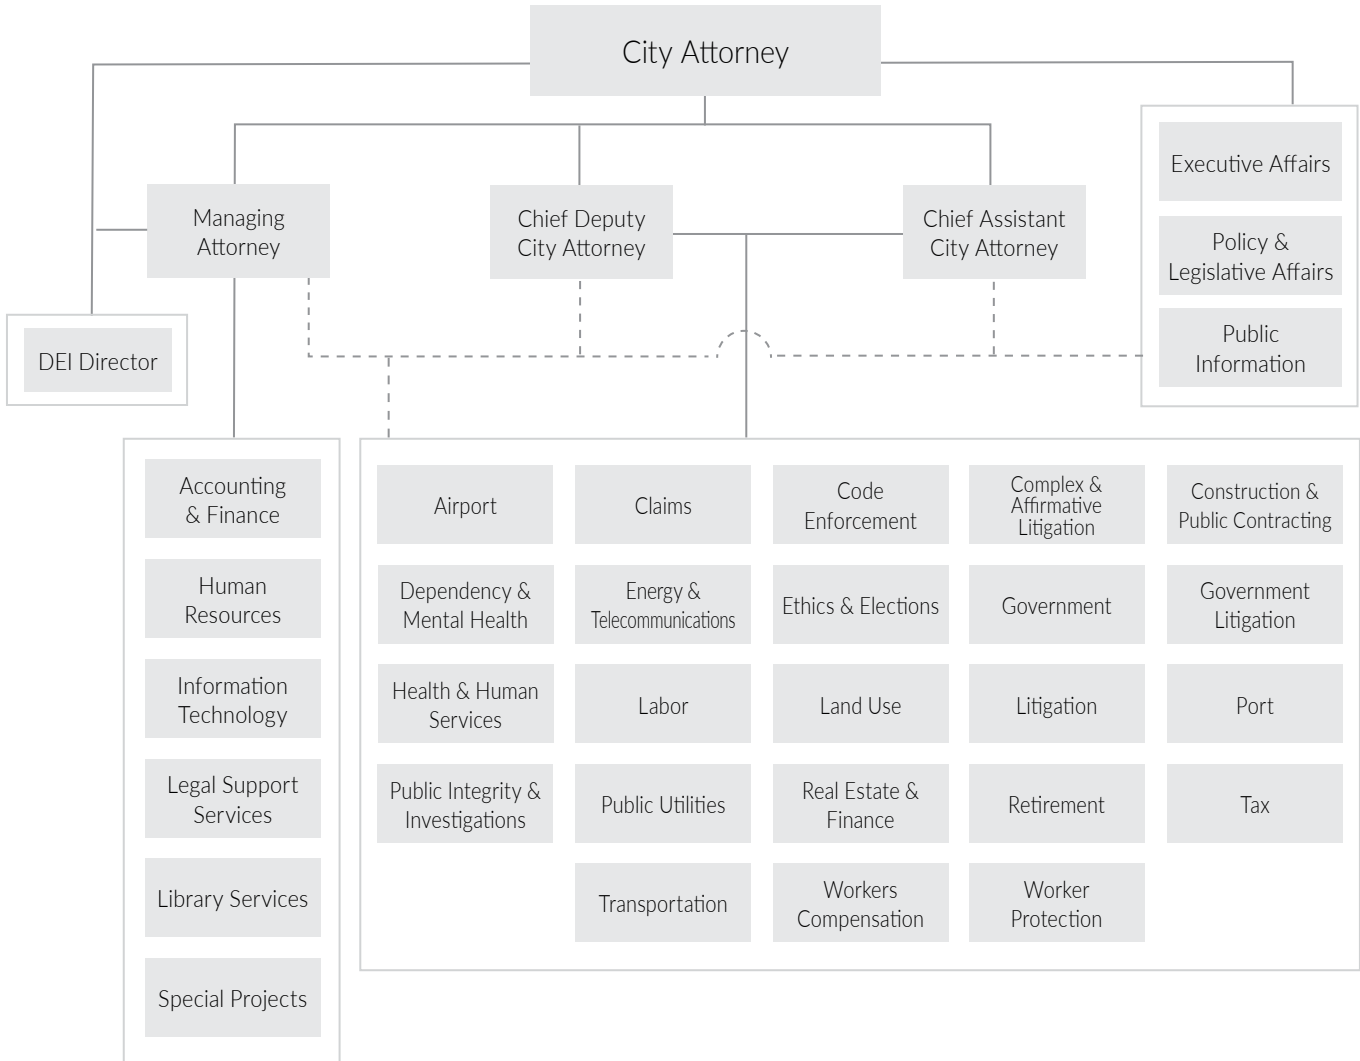 City Attorney
Executive Affairs
Policy &
Legislative Affairs
Public
Information
Managing
Attorney
Chief Deputy
City Attorney
Chief Assistant
City Attorney
DEI Director
Accounting
& Finance
Human
Resources
Information
Technology
Legal Support
Services
Library Services
Special Projects
Airport
Claims
Code
Enforcement
Complex &
Affirmative
Litigation
Construction &
Public Contracting
Dependency &
Mental Health
Energy &
Telecommunications
Ethics & Elections
Government
Government
Litigation
Health & Human
Services
Labor
Land Use
Litigation
Port
Public Integrity &
Investigations
Public Utilities
Real Estate &
Finance
Retirement
Tax
Transportation
Workers
Compensation
Worker
Protection